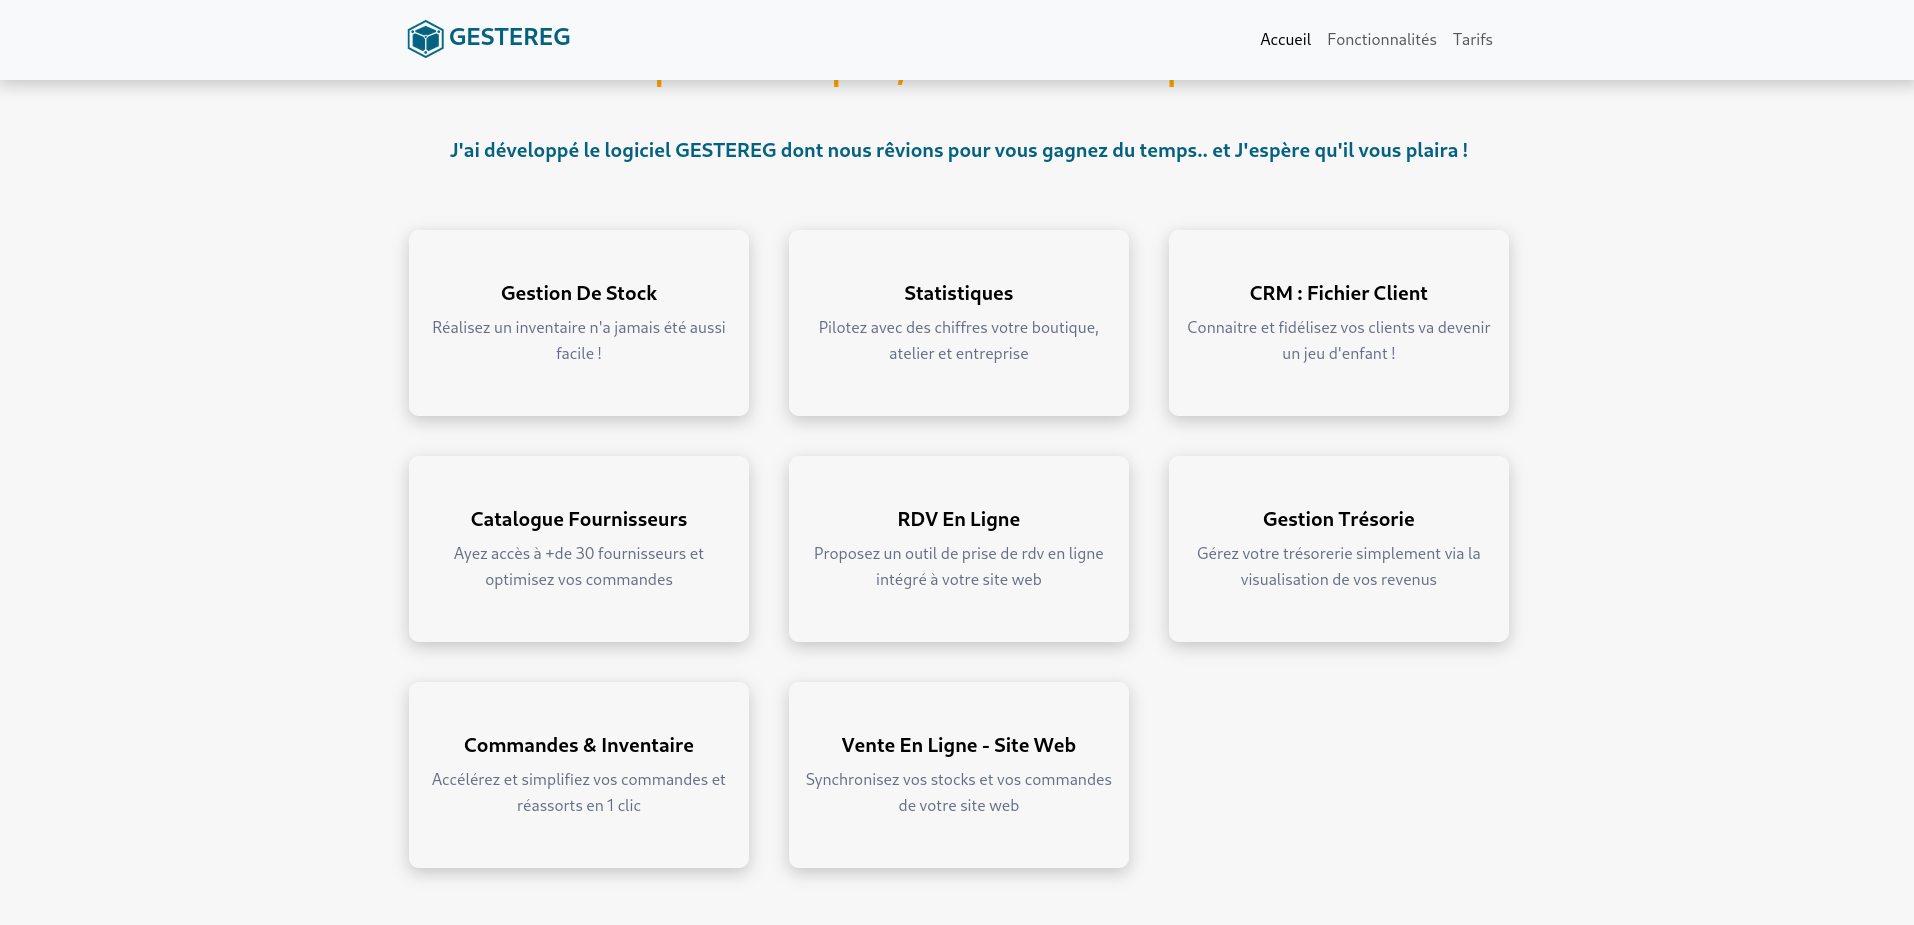 GESTEREG
Accueil
Fonctionnalités
Tarifs
J'ai développé le logiciel GESTEREG dont nous rêvions pour vous gagnez du temps.. et J'espère qu'il vous plaira !
Gestion De Stock
Réalisez un inventaire n'a jamais été aussi
facile !
Statistiques
Pilotez avec des chiffres votre boutique,
atelier et entreprise
CRM : Fichier Client
Connaitre et fidélisez vos clients va devenir
un jeu d'enfant !
Catalogue Fournisseurs
Ayez accès à +de 30 fournisseurs et
optimisez vos commandes
RDV En Ligne
Proposez un outil de prise de rdv en ligne
intégré à votre site web
Gestion Trésorie
Gérez votre trésorerie simplement via la
visualisation de vos revenus
Commandes & Inventaire
Accélérez et simplifiez vos commandes et
réassorts en 1 clic
Vente En Ligne - Site Web
Synchronisez vos stocks et vos commandes
de votre site web